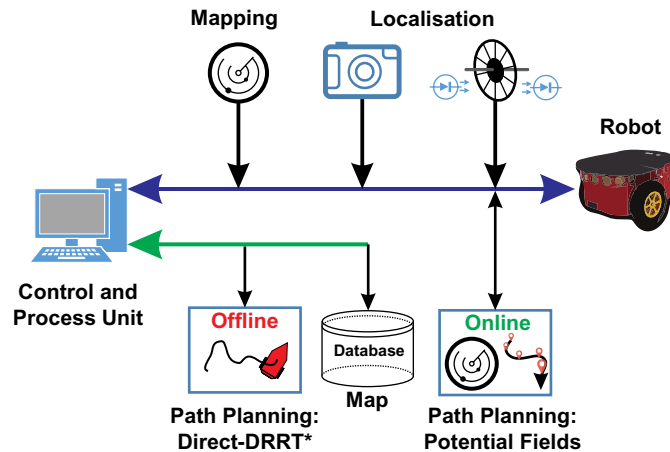 Mapping
Localisation
Robot
Control and
Process Unit
Offline
Database
Online
Map
Path Planning:
Direct-DRRT*
Path Planning:
Potential Fields